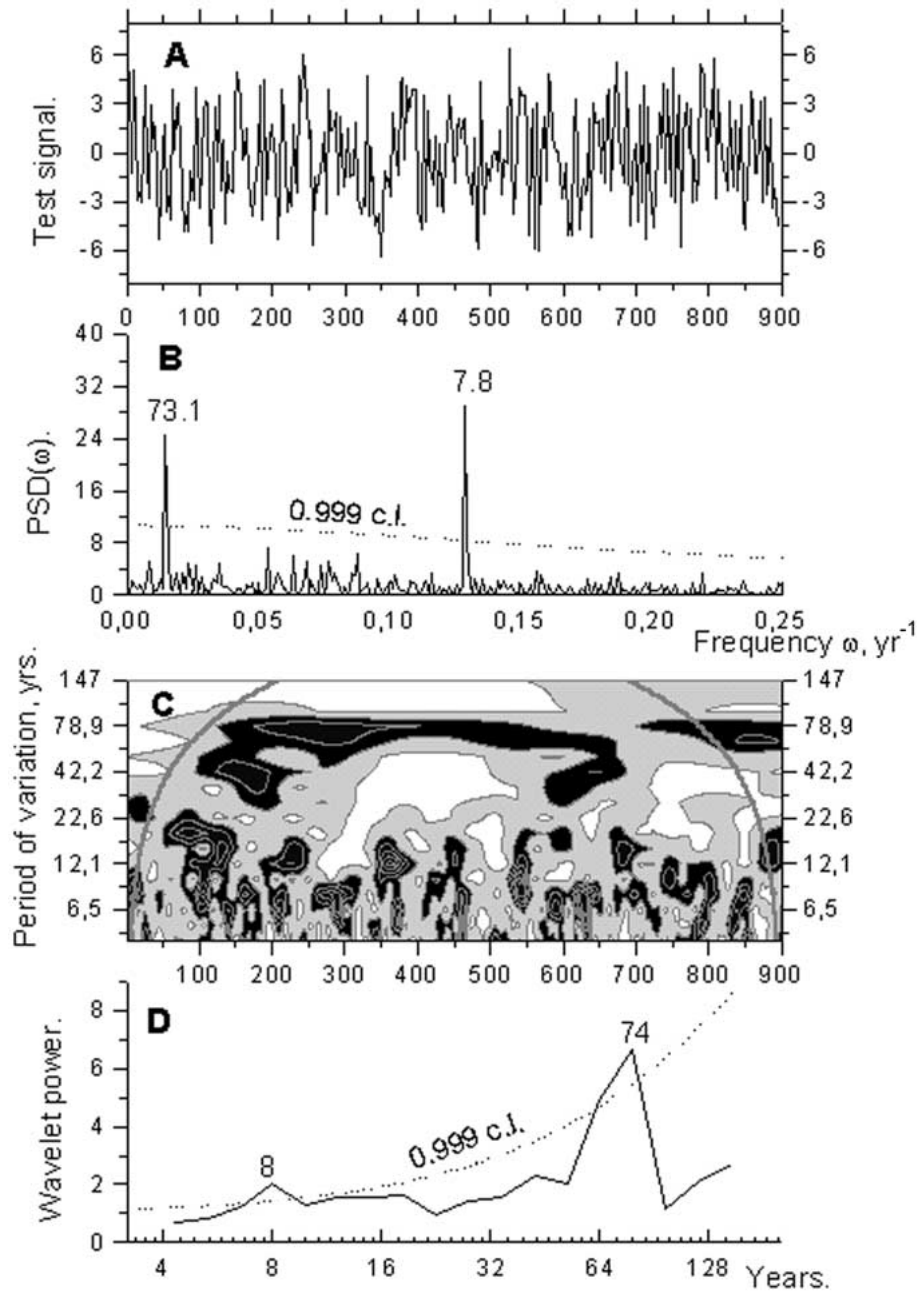 A
6
3
0
-3
-6
Test signal.
6
3
0
-3
-6
0 100 200 300 400 500 600 700 800 900
B
40
32
24
16
8
0
PSD(ω).
73.1
7.8
0.999 c.l.
0,00 0,05 0,10 0,15 0,20 0,25
Frequency ω, yr-1
C
147
78,9
42,2
22,6
12,1
6,5
Period of variation, yrs.
147
78,9
42,2
22,6
12,1
6,5
100 200 300 400 500 600 700 800 900
D
8
6
4
2
0
Wavelet power.
8
0.999 c.l.
74
4 8 16 32 64 128
Years.